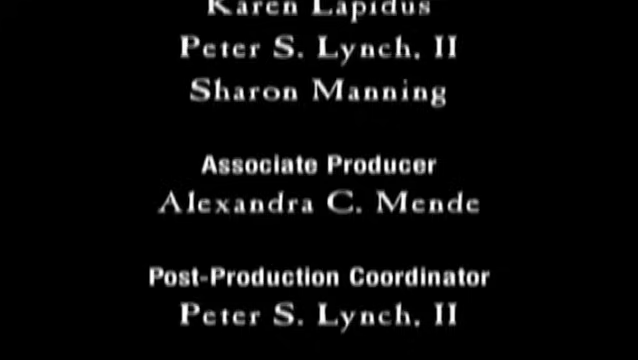 Karen Lapidus
Peter S. Lynch, II
Sharon Manning
Associate Producer
Alexandra C. Mende
Post-Production Coordinator
Peter S. Lynch, II